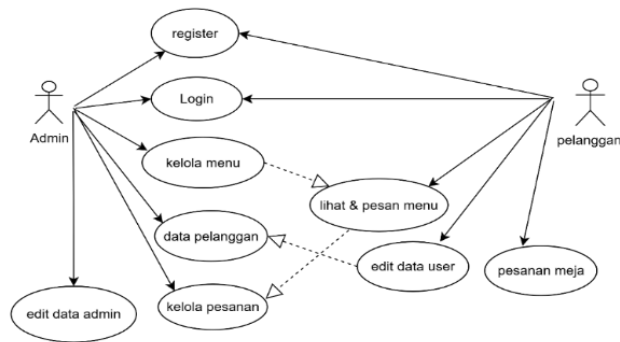 register
Login
Admin
pelanggan
kelola menu
lihat & pesan menu
data pelanggan
edit data user
pesanan meja
edit data admin
kelola pesanan